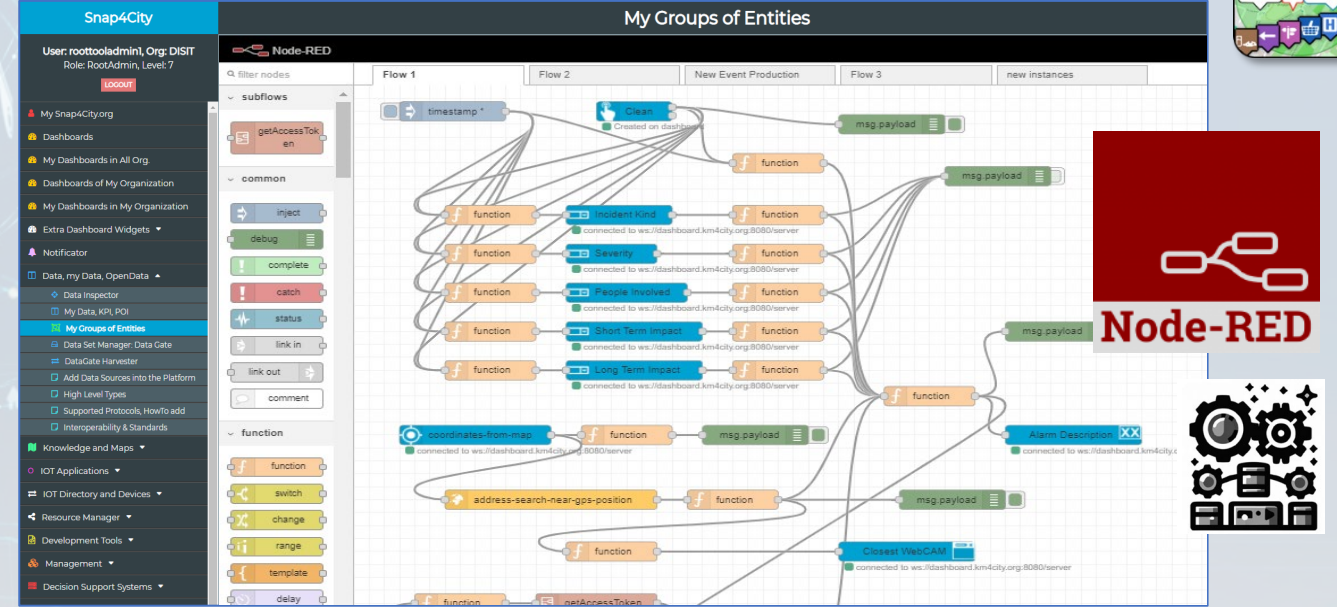 Snap4City
My Groups of Entities
User: roottooladmin1, Org: DISIT
Role: RootAdmin, Level: 7
LOGOUT
My Snap4City.org
Dashboards
My Dashboards in All Org.
Dashboards of My Organization
My Dashboards in My Organization
Extra Dashboard Widgets
Notificator
Data, my Data, OpenData
Data Inspector
My Data, KPI, POI
My Groups of Entities
Data Set Manager: Data Gate
DataGate Harvester
Add Data Sources into the Platform
High Level Types
Supported Protocols, HowTo add
Interoperability & Standards
Knowledge and Maps
IOT Applications
IOT Directory and Devices
Resource Manager
Development Tools
Management
Decision Support Systems
Node-RED
filter nodes
subflows
getAccessTok
en
common
inject
debug
complete
catch
status
link in
link out
comment
function
function
switch
change
range
template
delay
Flow 1
Flow 2
New Event Production
Flow 3
new instances
timestamp *
Clean
Created on dashboard
msg.payload
function
msg.payload
function
Incident Kind
function
connected to ws://dashboard.km4city.org:8080/server
function
Severity
function
connected to ws://dashboard.km4city.org:8080/server
function
People Involved
function
connected to ws://dashboard.km4city.org:8080/server
function
Short Term Impact
function
connected to ws://dashboard.km4city.org:8080/server
msg.payload
function
Long Term Impact
function
connected to ws://dashboard.km4city.org:8080/server
function
coordinates-from-map
function
msg.payload
Alarm Description
XX
connected to ws://dashboard.km4city.org:8080/server
connected to ws://dashboard.km4city.c
address-search-near-gps-position
function
msg.payload
function
Closest WebCAM
connected to ws://dashboard.km4city.org:8080/server
function
getAccessToken
Node-RED
H